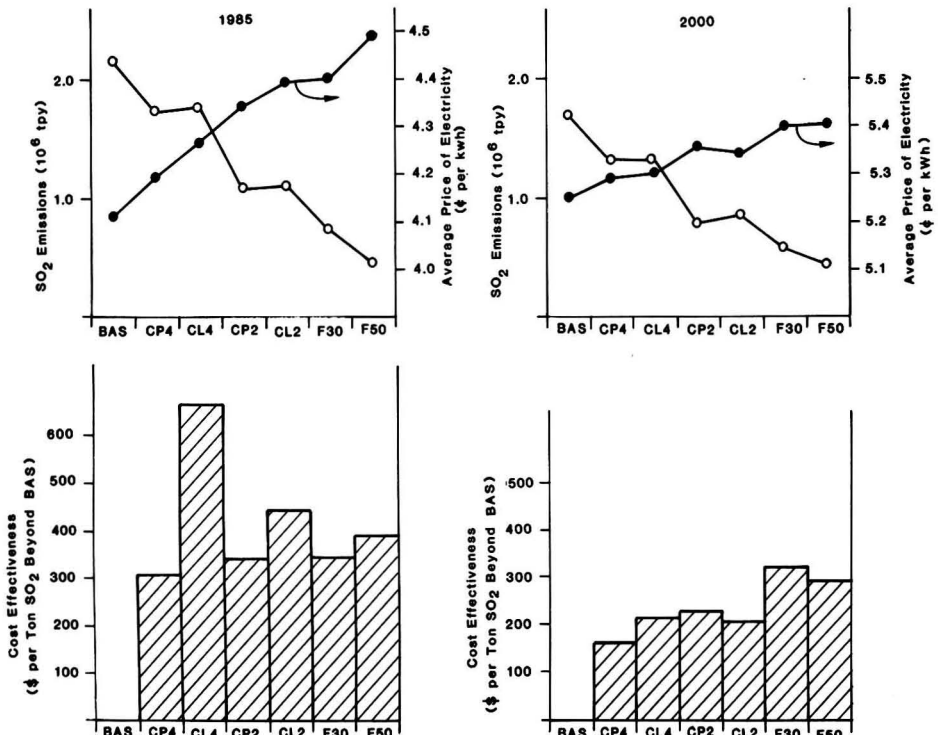 1985
SO2 Emissions (10^6 tpy)
2.0
1.0
4.5
4.4
4.3
4.2
4.1
4.0
Average Price of Electricity
(¢ per kwh)
BAS CP4 CL4 CP2 CL2 F30 F50
2000
SO2 Emissions (10^6 tpy)
2.0
1.0
5.5
5.4
5.3
5.2
5.1
Average Price of Electricity
(¢ per kWh)
BAS CP4 CL4 CP2 CL2 F30 F50
Cost Effectiveness
($ per Ton SO2 Beyond BAS)
600
500
400
300
200
100
BAS CP4 CL4 CP2 CL2 F30 F50
Cost Effectiveness
($ per Ton SO2 Beyond BAS)
500
400
300
200
100
BAS CP4 CL4 CP2 CL2 F30 F50